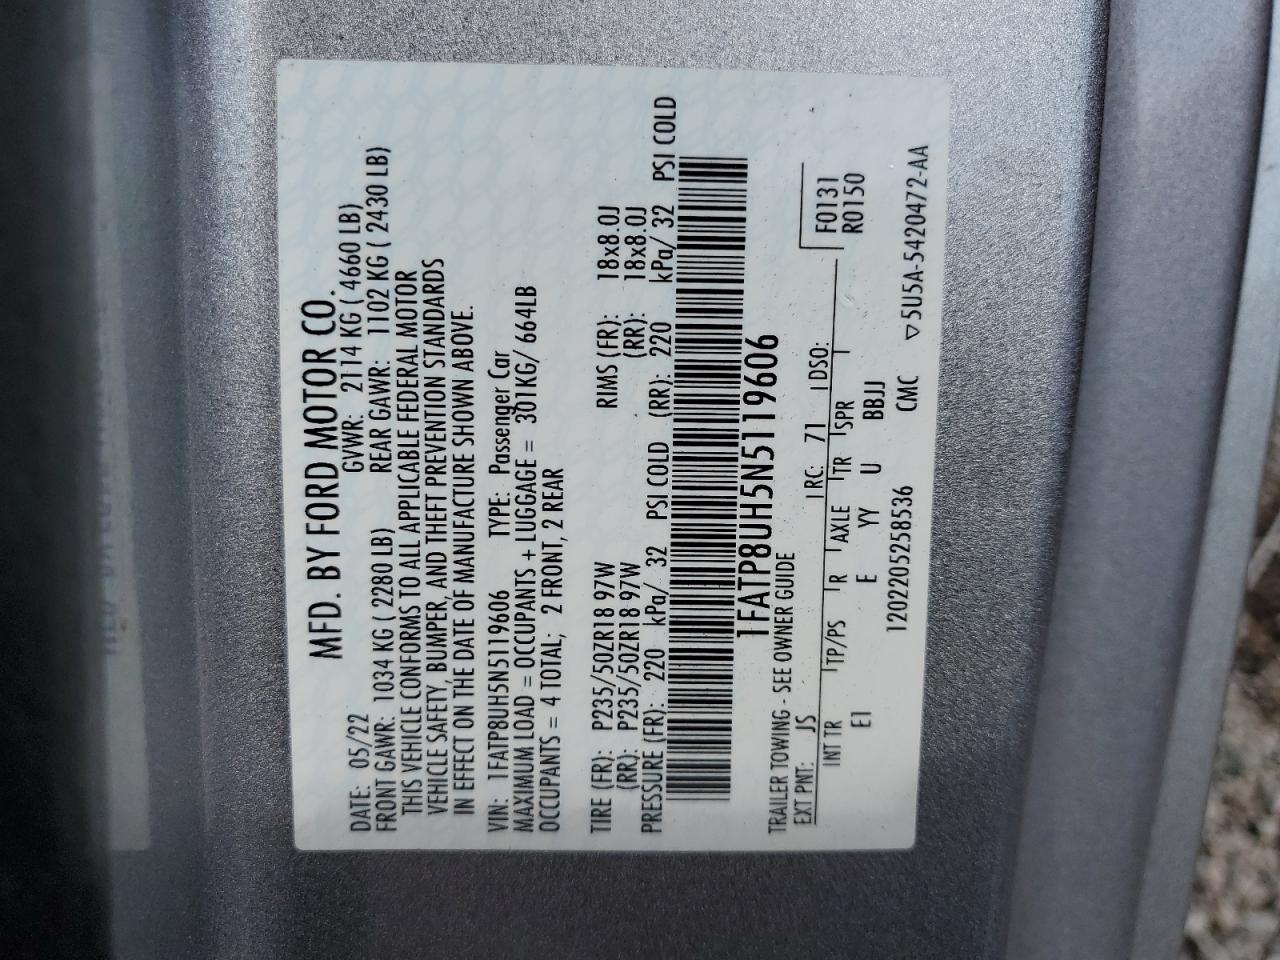 MFD. BY FORD MOTOR CO.
DATE: 05/22 GVWR: 2114 KG ( 4660 LB)
FRONT GAWR: 1034 KG ( 2280 LB) REAR GAWR: 1102 KG ( 2430 LB)
THIS VEHICLE CONFORMS TO ALL APPLICABLE FEDERAL MOTOR
VEHICLE SAFETY, BUMPER, AND THEFT PREVENTION STANDARDS
IN EFFECT ON THE DATE OF MANUFACTURE SHOWN ABOVE.
VIN: 1FATP8UH5N5119606 TYPE: Passenger Car
MAXIMUM LOAD = OCCUPANTS + LUGGAGE = 301KG/ 664LB
OCCUPANTS = 4 TOTAL; 2 FRONT, 2 REAR
TIRE (FR): P235/50ZR18 97W RIMS (FR): 18x8.0J
(RR): P235/50ZR18 97W (RR): 18x8.0J
PRESSURE (FR): 220 kPa/ 32 PSI COLD (RR): 220 kPa/ 32 PSI COLD
1FATP8UH5N5119606
TRAILER TOWING - SEE OWNER GUIDE
EXT PNT: JS RC: 71 DSO: F0131
R0150
INT TR TP/PS R AXLE TR SPR
E1 E YY U BBJJ
1202205258536 CMC ▽5U5A-5420472-AA